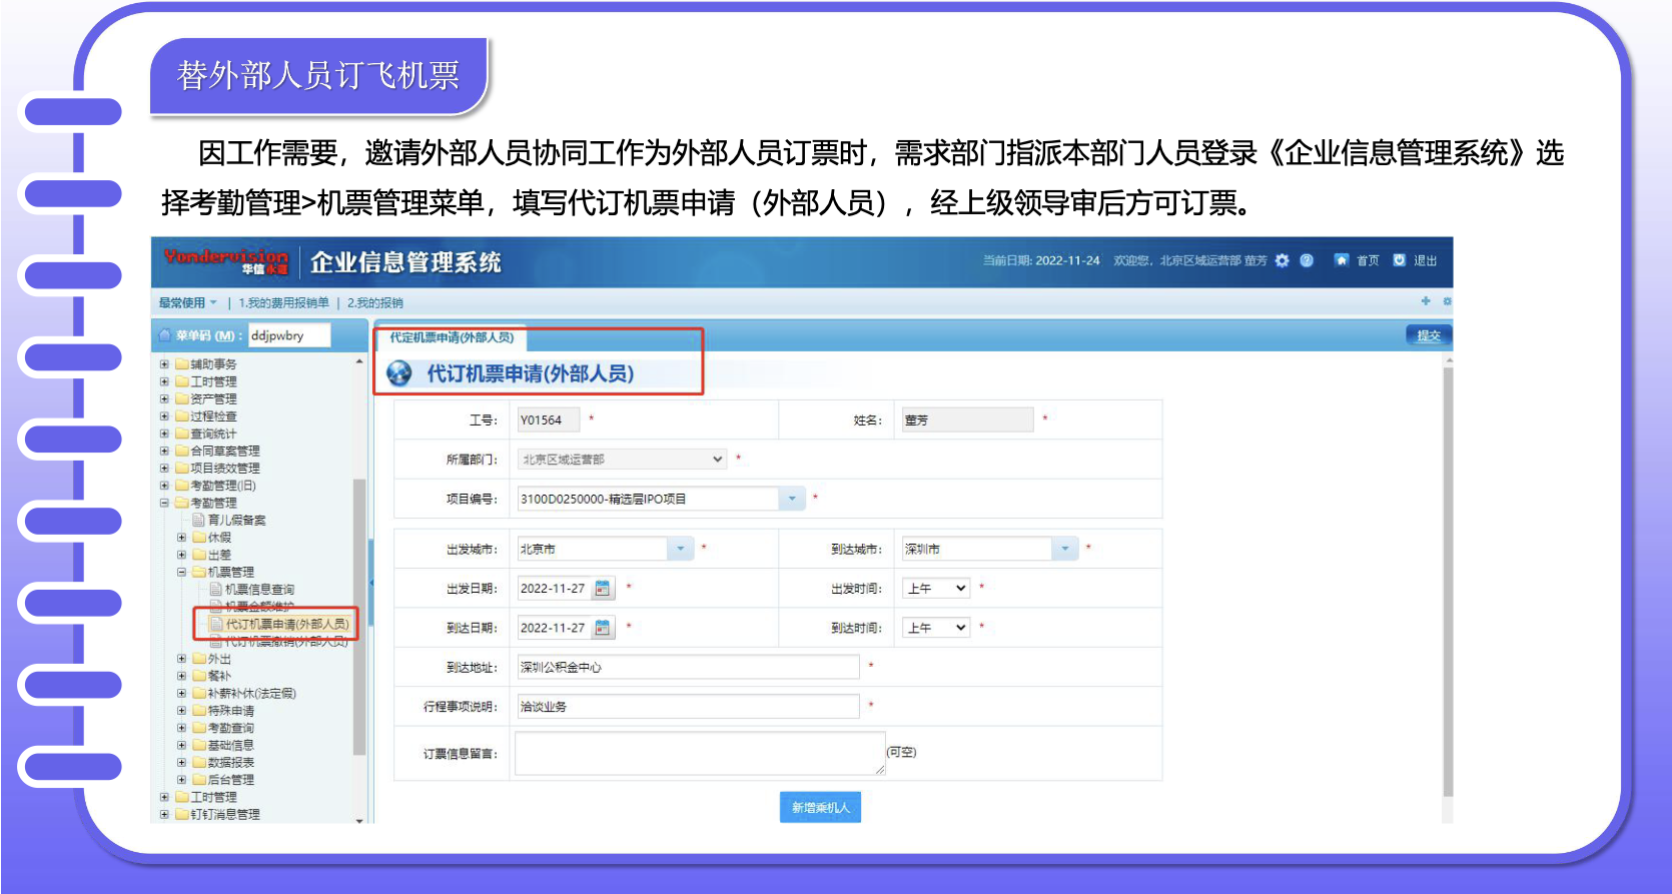 替外部人员订飞机票
因工作需要，邀请外部人员协同工作为外部人员订票时，需求部门指派本部门人员登录《企业信息管理系统》选
择考勤管理>机票管理菜单，填写代订机票申请（外部人员），经上级领导审后方可订票。
Yondervision 华信永道 企业信息管理系统
当前日期: 2022-11-24 欢迎您，北京区域运营部 董芳 首页 退出
最常使用 | 1.我的费用报销单 | 2.我的报销
菜单码 (M)： ddjpwbry
代定机票申请(外部人员)
提交
辅助事务
工时管理
资产管理
过程检查
查询统计
合同草案管理
项目绩效管理
考勤管理(旧)
考勤管理
育儿假备案
休假
出差
机票管理
机票信息查询
机票金额维护
代订机票申请(外部人员)
代订机票撤销(外部人员)
外出
餐补
补薪补休(法定假)
特殊申请
考勤查询
基础信息
数据报表
后台管理
工时管理
钉钉消息管理
代订机票申请(外部人员)
工号： Y01564 * 姓名： 董芳 *
所属部门： 北京区域运营部 *
项目编号： 3100D0250000-精选层IPO项目 *
出发城市： 北京市 * 到达城市： 深圳市 *
出发日期： 2022-11-27 * 出发时间： 上午 *
到达日期： 2022-11-27 * 到达时间： 上午 *
到达地址： 深圳公积金中心 *
行程事项说明： 洽谈业务 *
订票信息留言： (可空)
新增乘机人